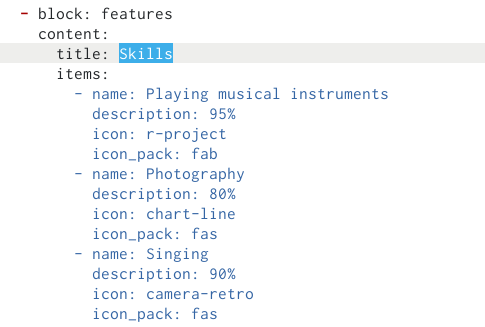 - block: features
content:
title: Skills
items:
- name: Playing musical instruments
description: 95%
icon: r-project
icon_pack: fab
- name: Photography
description: 80%
icon: chart-line
icon_pack: fas
- name: Singing
description: 90%
icon: camera-retro
icon_pack: fas